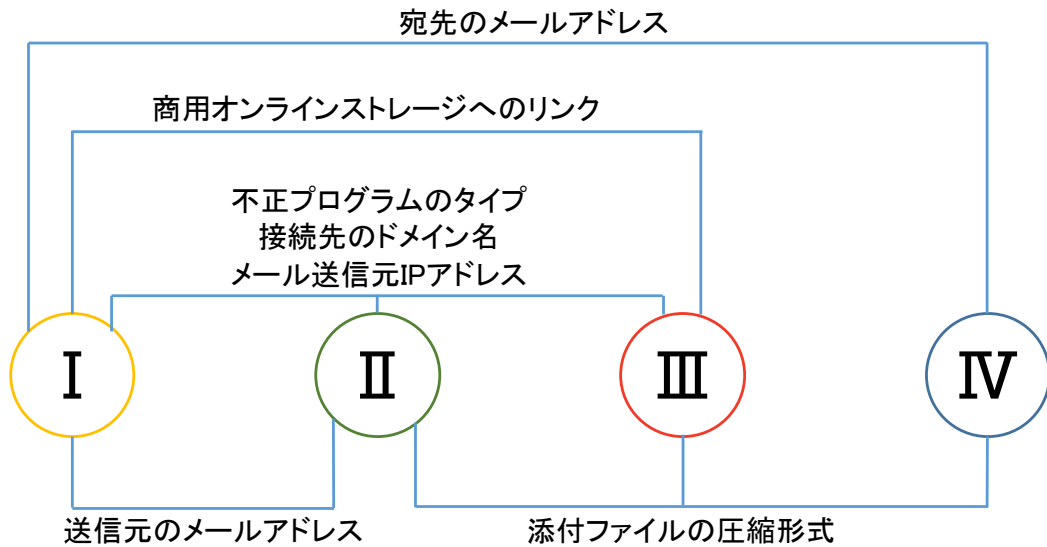 宛先のメールアドレス
商用オンラインストレージへのリンク
不正プログラムのタイプ
接続先のドメイン名
メール送信元IPアドレス
Ⅰ
Ⅱ
Ⅲ
Ⅳ
送信元のメールアドレス
添付ファイルの圧縮形式